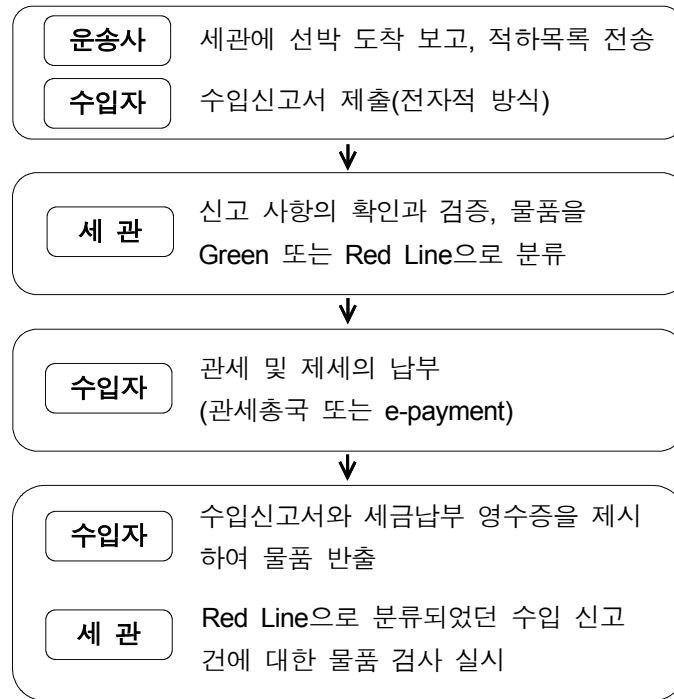 운송사 세관에 선박 도착 보고, 적하목록 전송
수입자 수입신고서 제출(전자적 방식)
세 관 신고 사항의 확인과 검증, 물품을
Green 또는 Red Line으로 분류
수입자 관세 및 제세의 납부
(관세총국 또는 e-payment)
수입자 수입신고서와 세금납부 영수증을 제시
하여 물품 반출
세 관 Red Line으로 분류되었던 수입 신고
건에 대한 물품 검사 실시